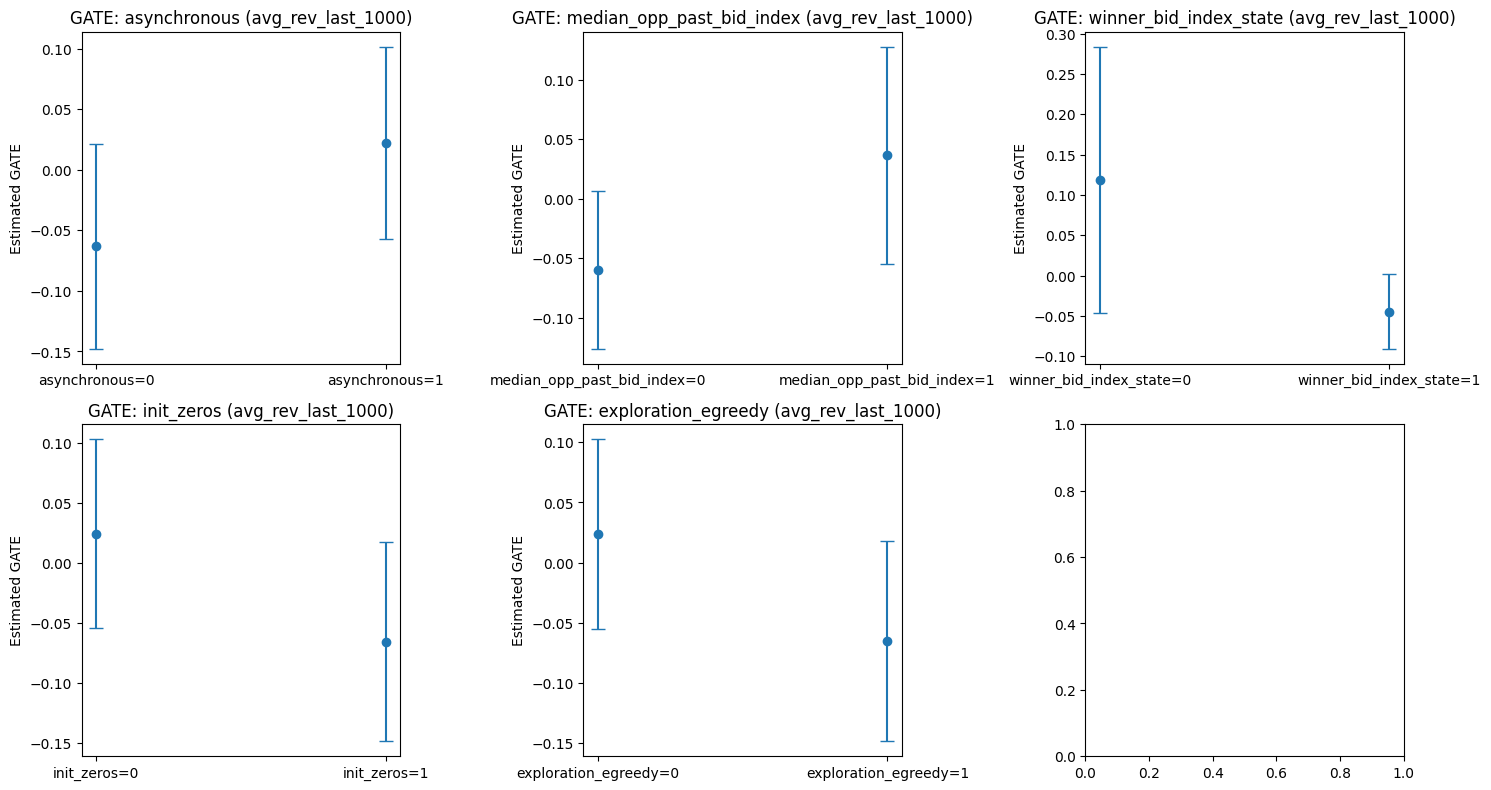 GATE: asynchronous (avg_rev_last_1000)
Estimated GATE
0.10
0.05
0.00
−0.05
−0.10
−0.15
asynchronous=0
asynchronous=1
GATE: median_opp_past_bid_index (avg_rev_last_1000)
Estimated GATE
0.10
0.05
0.00
−0.05
−0.10
median_opp_past_bid_index=0
median_opp_past_bid_index=1
GATE: winner_bid_index_state (avg_rev_last_1000)
Estimated GATE
0.30
0.25
0.20
0.15
0.10
0.05
0.00
−0.05
−0.10
winner_bid_index_state=0
winner_bid_index_state=1
GATE: init_zeros (avg_rev_last_1000)
Estimated GATE
0.10
0.05
0.00
−0.05
−0.10
−0.15
init_zeros=0
init_zeros=1
GATE: exploration_egreedy (avg_rev_last_1000)
Estimated GATE
0.10
0.05
0.00
−0.05
−0.10
−0.15
exploration_egreedy=0
exploration_egreedy=1
1.0
0.8
0.6
0.4
0.2
0.0
0.0
0.2
0.4
0.6
0.8
1.0